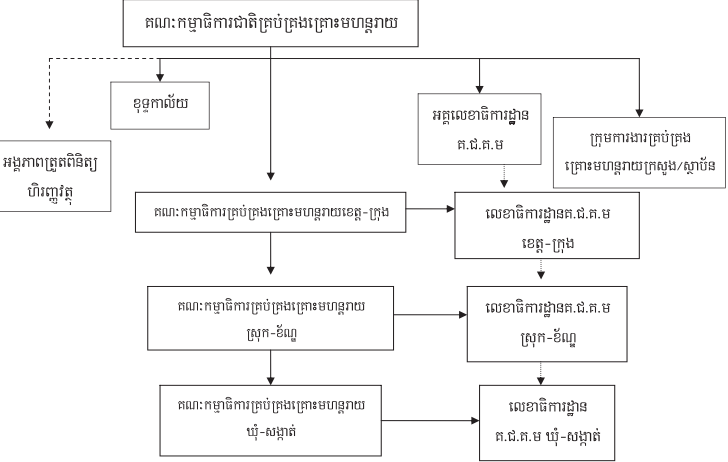 គណៈកម្មាធិការជាតិគ្រប់គ្រងគ្រោះមហន្តរាយ
ខុទ្ទកាល័យ
អគ្គលេខាធិការដ្ឋាន
គ.ជ.គ.ម
ក្រុមការងារគ្រប់គ្រង
គ្រោះមហន្តរាយក្រសួង/ស្ថាប័ន
អង្គភាពត្រួតពិនិត្យ
ហិរញ្ញវត្ថុ
គណៈកម្មាធិការគ្រប់គ្រងគ្រោះមហន្តរាយខេត្ត-ក្រុង
លេខាធិការដ្ឋានគ.ជ.គ.ម
ខេត្ត-ក្រុង
គណៈកម្មាធិការគ្រប់គ្រងគ្រោះមហន្តរាយ
ស្រុក-ខ័ណ្ឌ
លេខាធិការដ្ឋានគ.ជ.គ.ម
ស្រុក-ខ័ណ្ឌ
គណៈកម្មាធិការគ្រប់គ្រងគ្រោះមហន្តរាយ
ឃុំ-សង្កាត់
លេខាធិការដ្ឋាន
គ.ជ.គ.ម ឃុំ-សង្កាត់